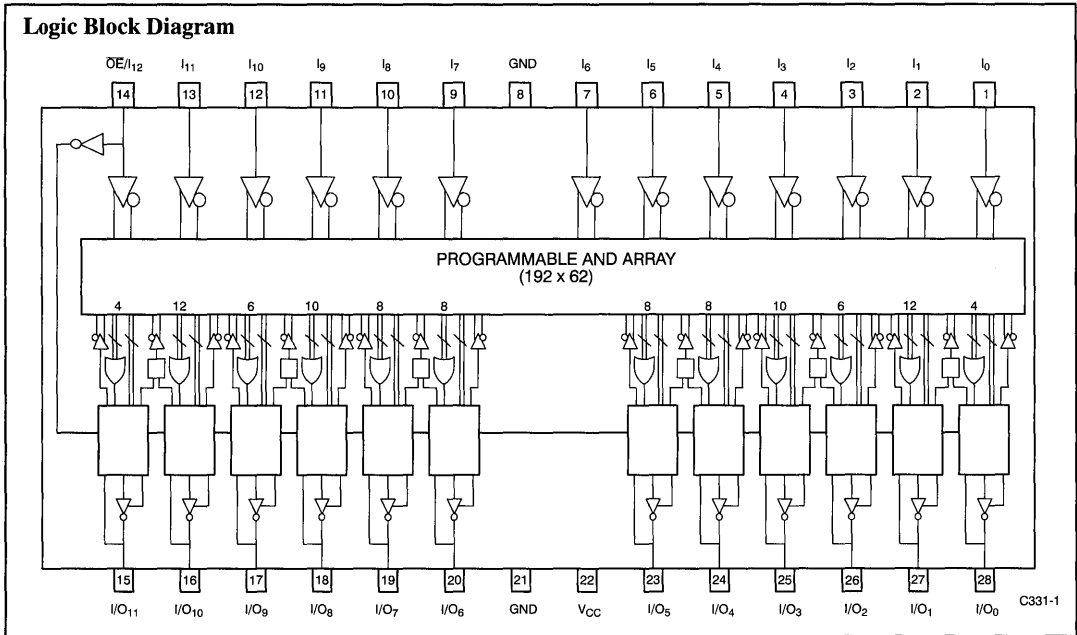 Logic Block Diagram
OE/I12 I11 I10 I9 I8 I7 GND I6 I5 I4 I3 I2 I1 I0
14 13 12 11 10 9 8 7 6 5 4 3 2 1
PROGRAMMABLE AND ARRAY
(192 x 62)
4 12 6 10 8 8 8 8 10 6 12 4
15 16 17 18 19 20 21 22 23 24 25 26 27 28
I/O11 I/O10 I/O9 I/O8 I/O7 I/O6 GND VCC I/O5 I/O4 I/O3 I/O2 I/O1 I/O0
C331-1